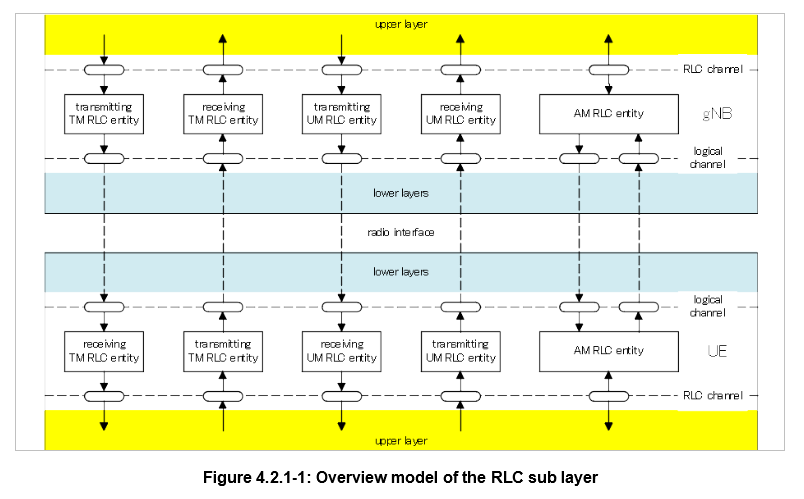 upper layer
RLC channel
transmitting
TM RLC entity
receiving
TM RLC entity
transmitting
UM RLC entity
receiving
UM RLC entity
AM RLC entity
gNB
logical
channel
lower layers
radio interface
lower layers
logical
channel
receiving
TM RLC entity
transmitting
TM RLC entity
receiving
UM RLC entity
transmitting
UM RLC entity
AM RLC entity
UE
RLC channel
upper layer
Figure 4.2.1-1: Overview model of the RLC sub layer